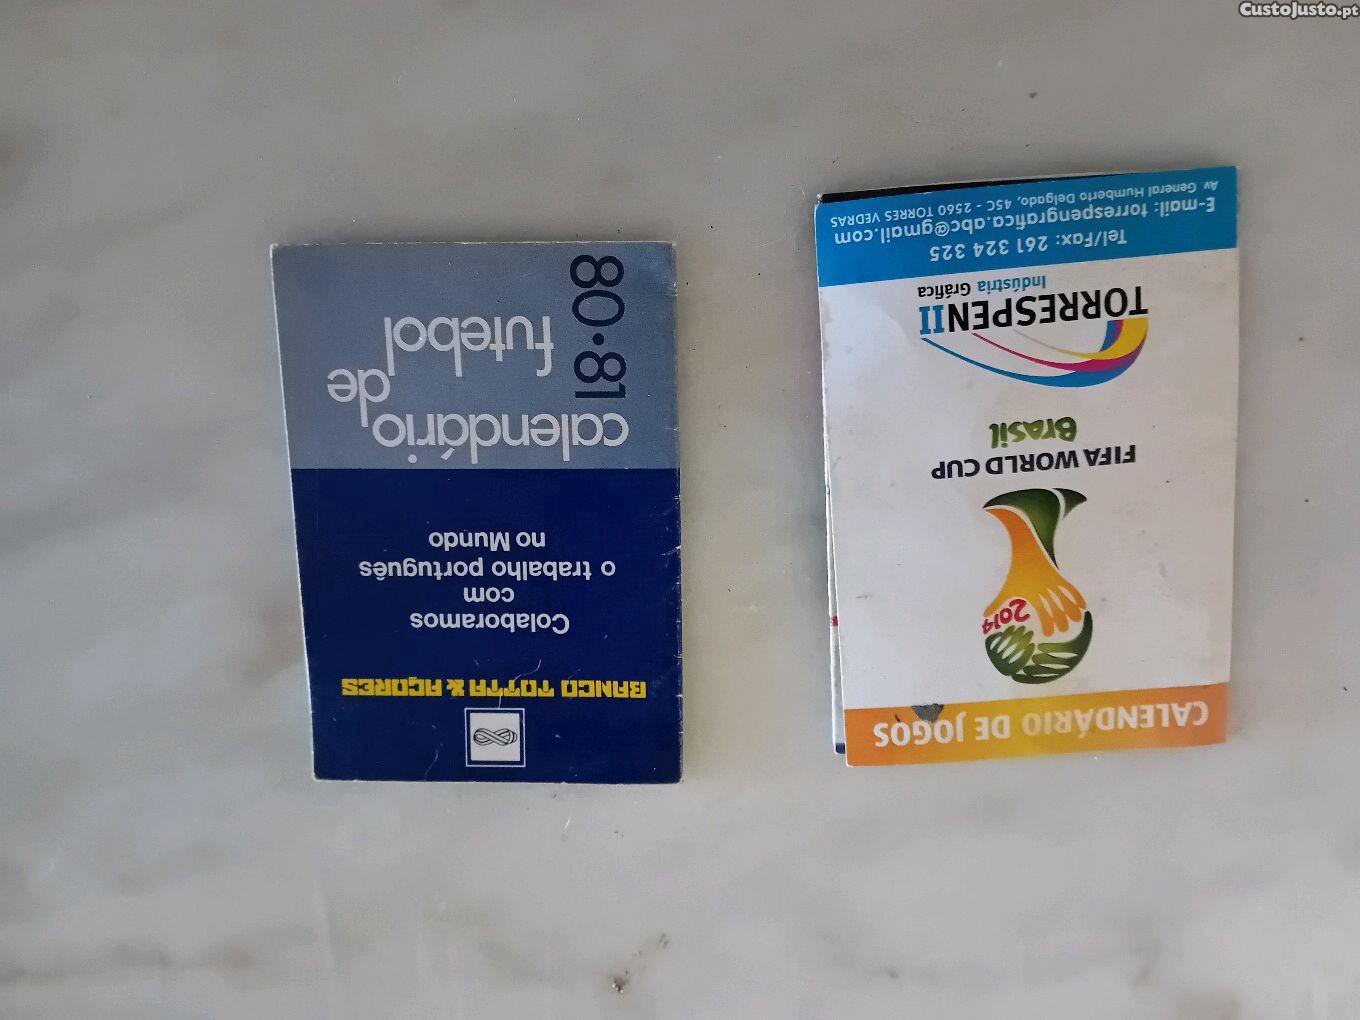 CustoJusto.pt
BANCO TOTTA & AÇORES
Colaboramos
com
o trabalho português
no Mundo
calendário
de
futebol
80·81
CALENDÁRIO DE JOGOS
2014
FIFA WORLD CUP
Brasil
TORRESPENII
Indústria Gráfica
Tel/Fax: 261 324 325
E-mail: torrespengrafica.abc@gmail.com
Av General Humberto Delgado, 45C - 2560 TORRES VEDRAS